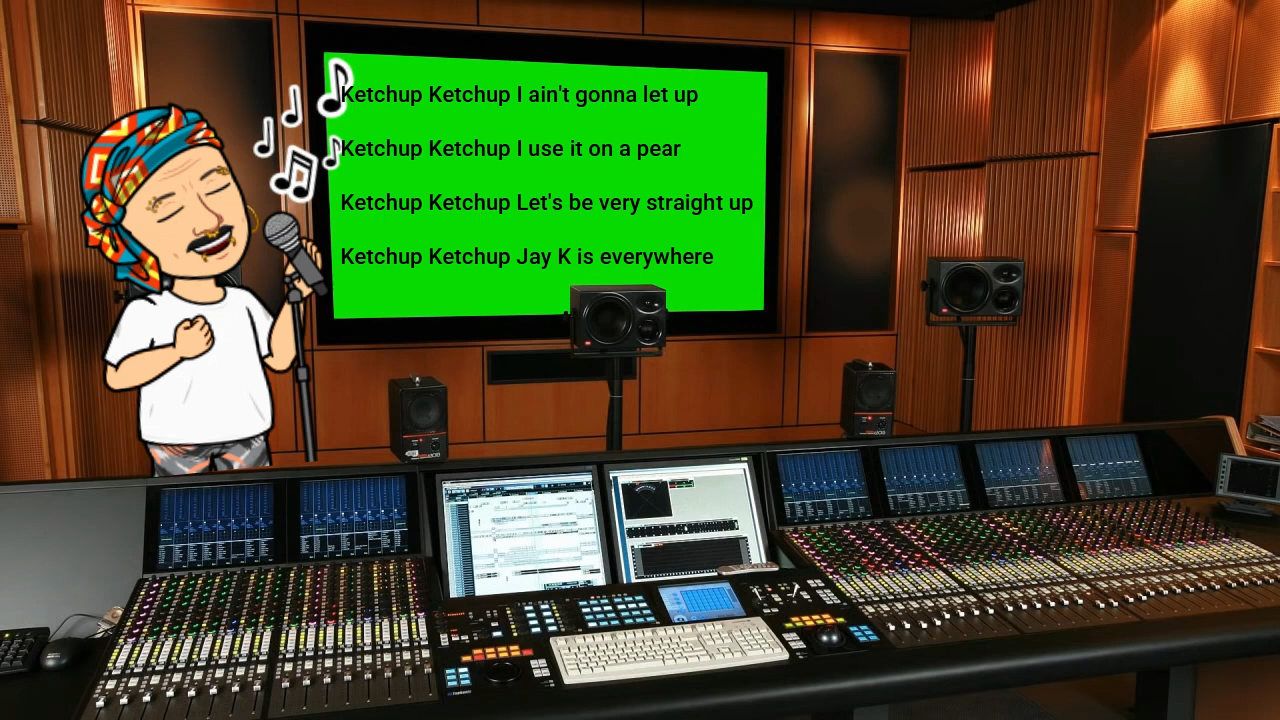 Ketchup Ketchup I ain't gonna let up
Ketchup Ketchup I use it on a pear
Ketchup Ketchup Let's be very straight up
Ketchup Ketchup Jay K is everywhere